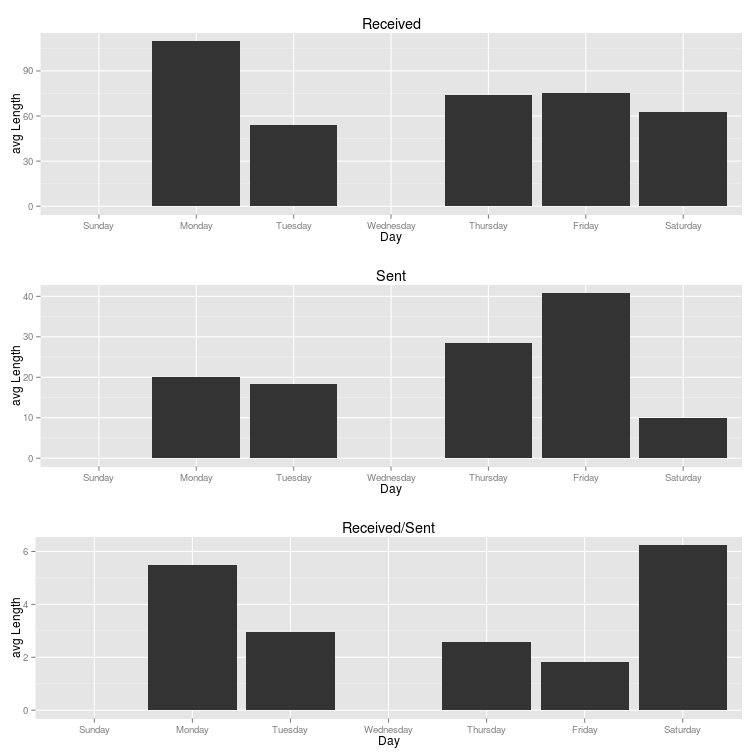 Received
avg Length
90
60
30
0
Sunday Monday Tuesday Wednesday Thursday Friday Saturday
Day
Sent
avg Length
40
30
20
10
0
Sunday Monday Tuesday Wednesday Thursday Friday Saturday
Day
Received/Sent
avg Length
6
4
2
0
Sunday Monday Tuesday Wednesday Thursday Friday Saturday
Day